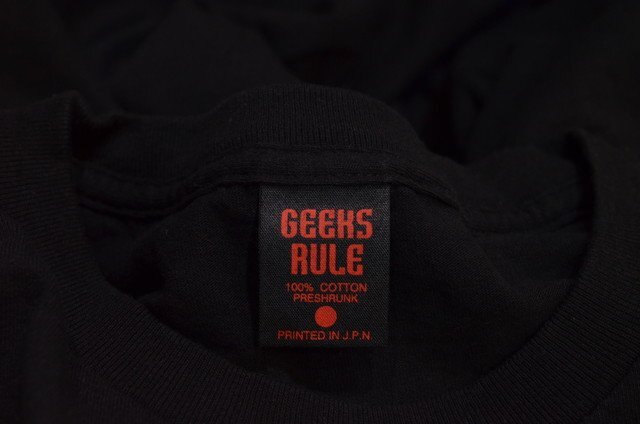 GEEKS
RULE
100% COTTON
PRESHRUNK
PRINTED IN J.P.N